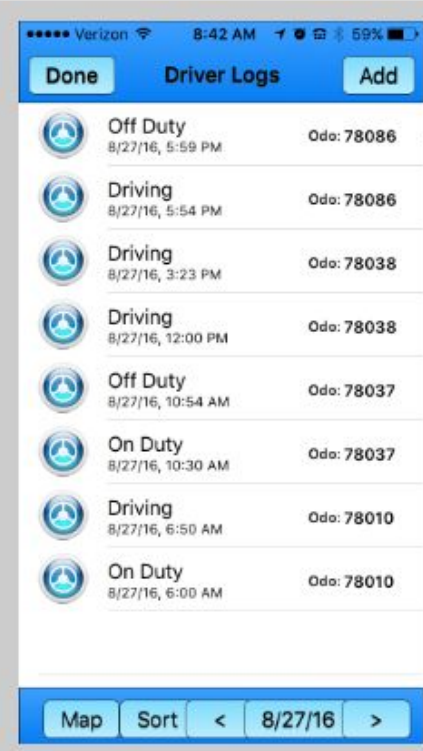 Verizon 8:42 AM 59%
Done Driver Logs Add
Off Duty
8/27/16, 5:59 PM
Odo: 78086
Driving
8/27/16, 5:54 PM
Odo: 78086
Driving
8/27/16, 3:23 PM
Odo: 78038
Driving
8/27/16, 12:00 PM
Odo: 78038
Off Duty
8/27/16, 10:54 AM
Odo: 78037
On Duty
8/27/16, 10:30 AM
Odo: 78037
Driving
8/27/16, 6:50 AM
Odo: 78010
On Duty
8/27/16, 6:00 AM
Odo: 78010
Map Sort < 8/27/16 >